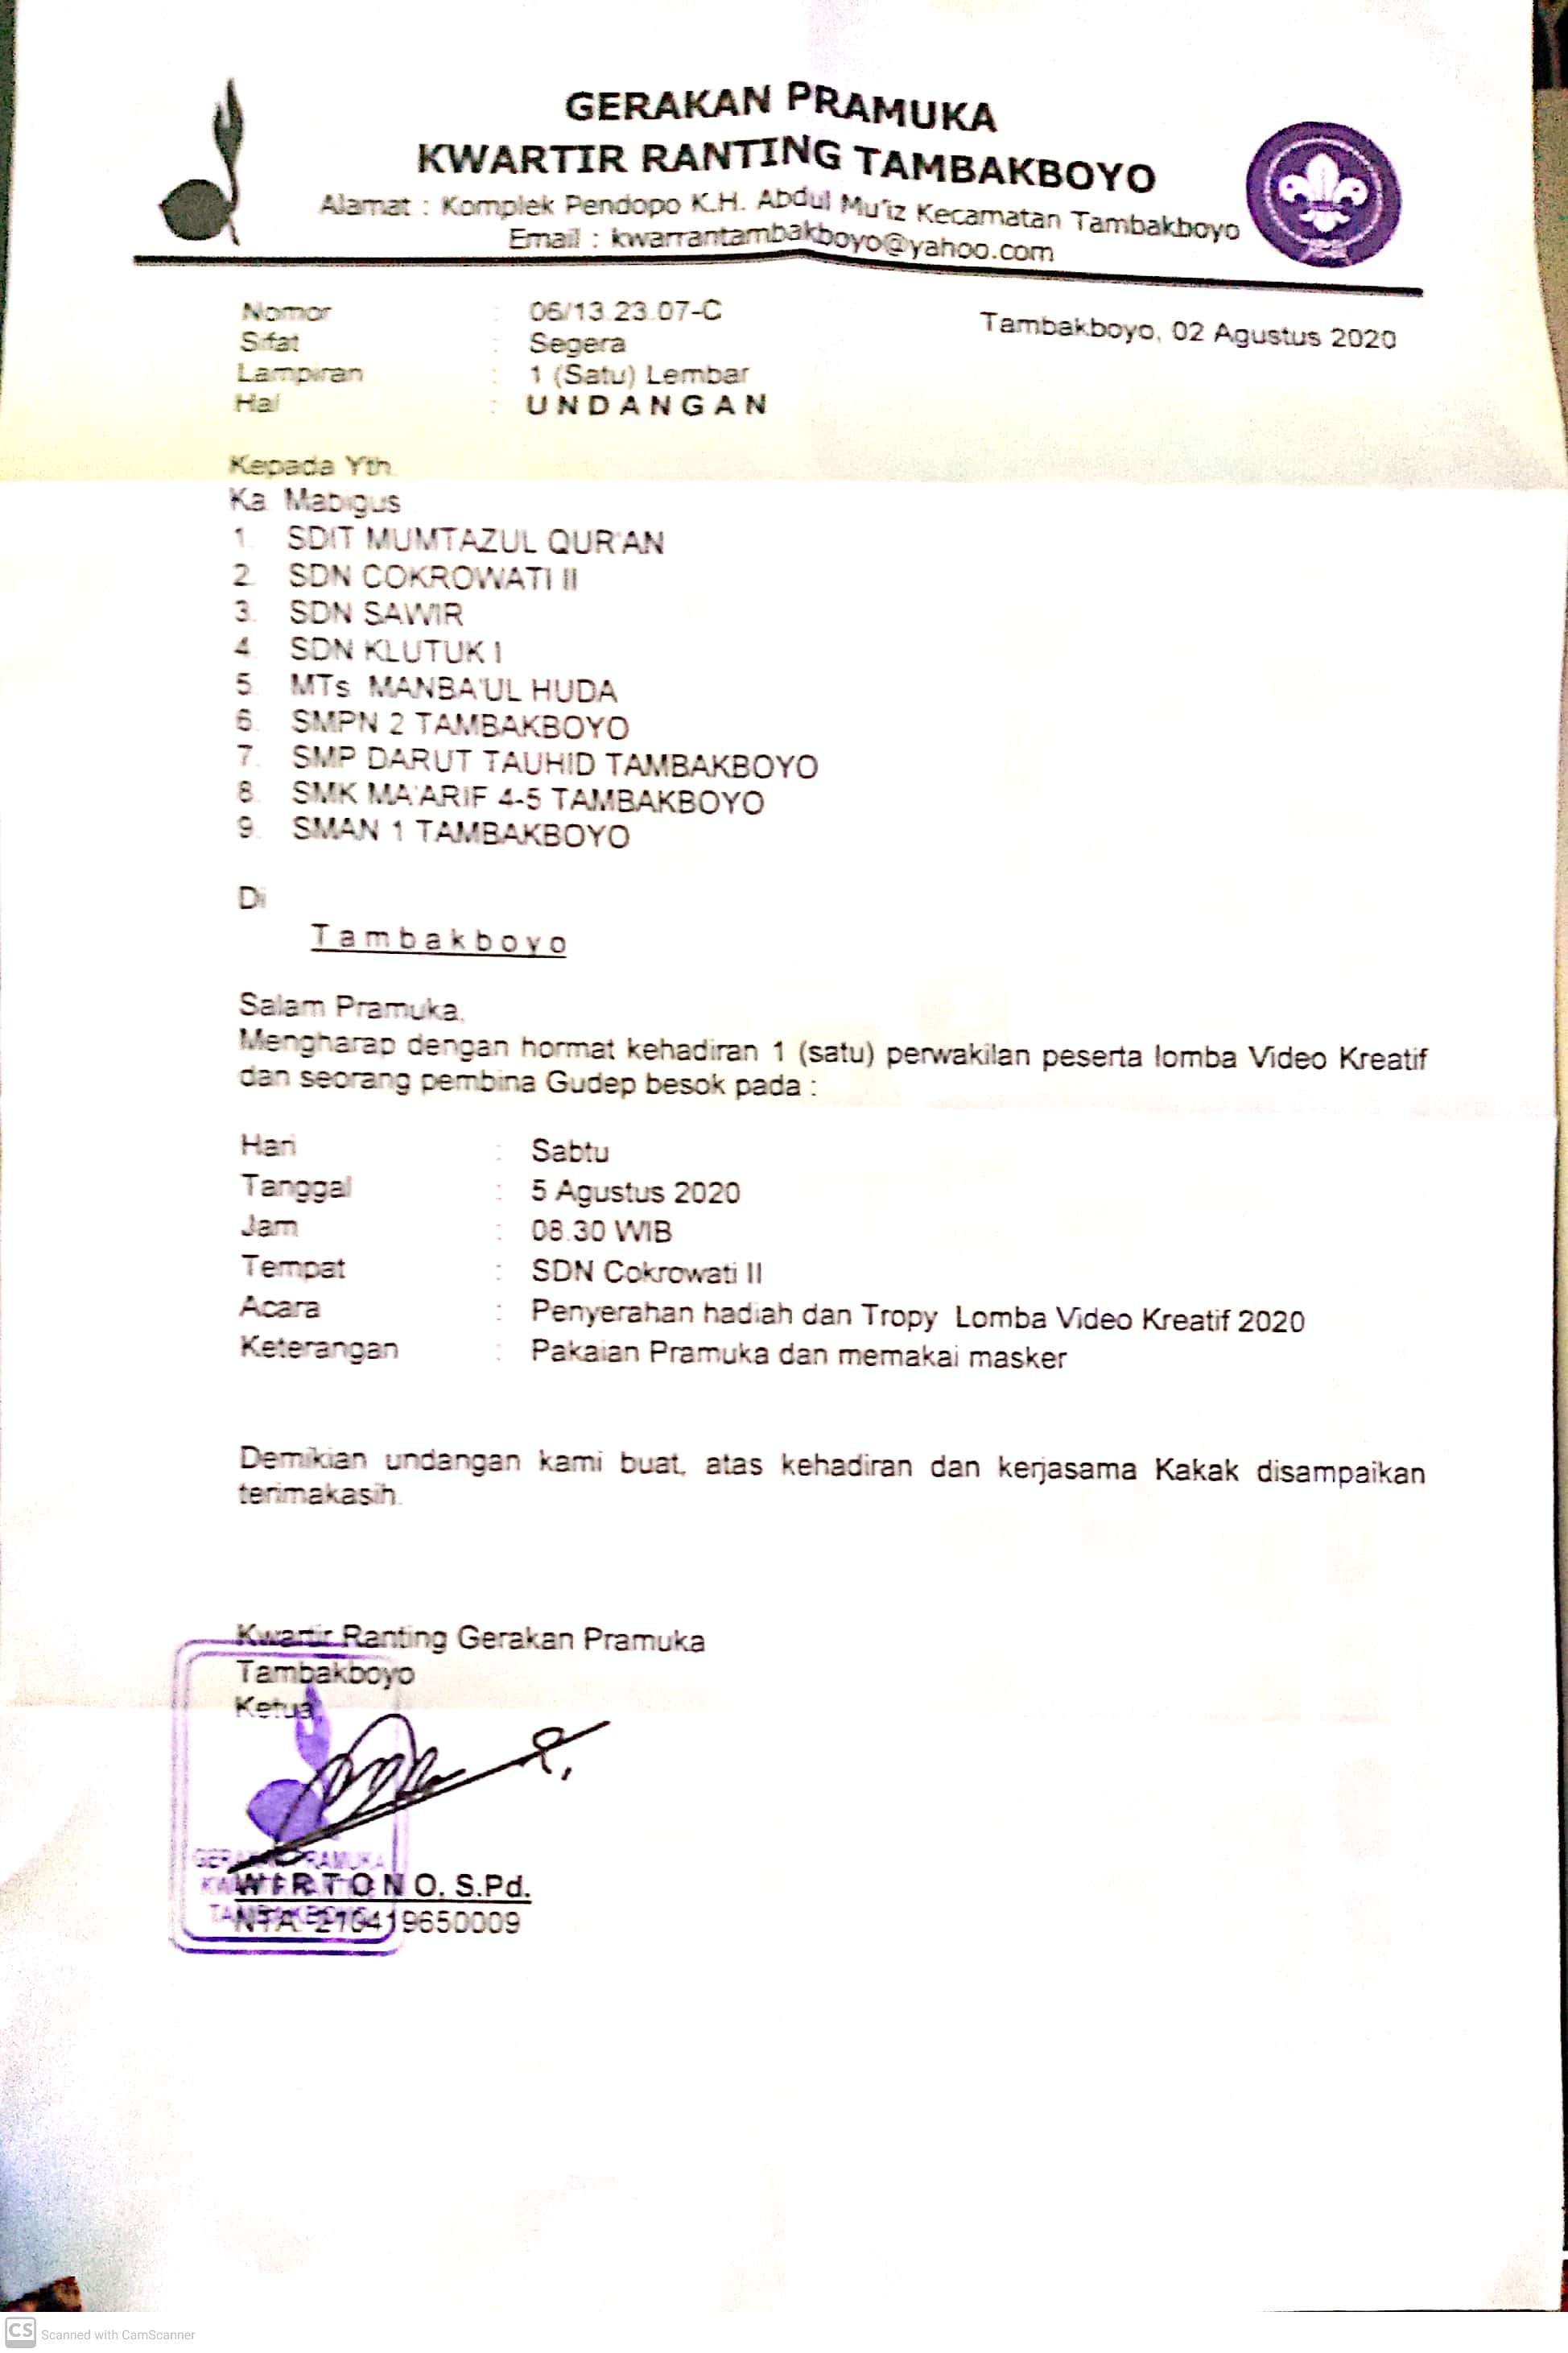 GERAKAN PRAMUKA
KWARTIR RANTING TAMBAKBOYO
Alamat : Komplek Pendopo K.H. Abdul Mu'iz Kecamatan Tambakboyo
Email : kwarrantambakboyo@yahoo.com
Nomor : 06/13.23.07-C
Tambakboyo, 02 Agustus 2020
Sifat : Segera
Lampiran : 1 (Satu) Lembar
Hal : UNDANGAN
Kepada Yth.
Ka. Mabigus
1. SDIT MUMTAZUL QUR'AN
2. SDN COKROWATI II
3. SDN SAWIR
4. SDN KLUTUK I
5. MTs MANBA'UL HUDA
6. SMPN 2 TAMBAKBOYO
7. SMP DARUT TAUHID TAMBAKBOYO
8. SMK MA'ARIF 4-5 TAMBAKBOYO
9. SMAN 1 TAMBAKBOYO
Di
Tambakboyo
Salam Pramuka,
Mengharap dengan hormat kehadiran 1 (satu) perwakilan peserta lomba Video Kreatif
dan seorang pembina Gudep besok pada :
Hari : Sabtu
Tanggal : 5 Agustus 2020
Jam : 08.30 WIB
Tempat : SDN Cokrowati II
Acara : Penyerahan hadiah dan Tropy Lomba Video Kreatif 2020
Keterangan : Pakaian Pramuka dan memakai masker
Demikian undangan kami buat, atas kehadiran dan kerjasama Kakak disampaikan
terimakasih.
Kwartir Ranting Gerakan Pramuka
Tambakboyo
Ketua
GERAKAN PRAMUKA
WIRTONO, S.Pd.
NTA. 210419650009
CS Scanned with CamScanner